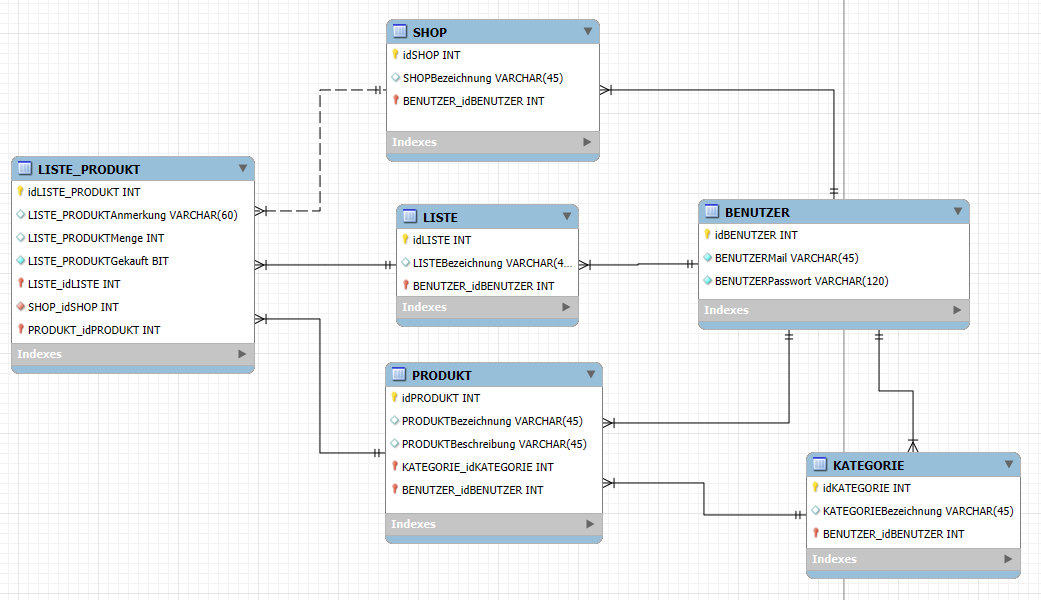 SHOP
idSHOP INT
SHOPBezeichnung VARCHAR(45)
BENUTZER_idBENUTZER INT
Indexes
LISTE_PRODUKT
idLISTE_PRODUKT INT
LISTE_PRODUKTAnmerkung VARCHAR(60)
LISTE_PRODUKTMenge INT
LISTE_PRODUKTGekauft BIT
LISTE_idLISTE INT
SHOP_idSHOP INT
PRODUKT_idPRODUKT INT
Indexes
LISTE
idLISTE INT
LISTEBezeichnung VARCHAR(4...
BENUTZER_idBENUTZER INT
Indexes
BENUTZER
idBENUTZER INT
BENUTZERMail VARCHAR(45)
BENUTZERPasswort VARCHAR(120)
Indexes
PRODUKT
idPRODUKT INT
PRODUKTBezeichnung VARCHAR(45)
PRODUKTBeschreibung VARCHAR(45)
KATEGORIE_idKATEGORIE INT
BENUTZER_idBENUTZER INT
Indexes
KATEGORIE
idKATEGORIE INT
KATEGORIEBezeichnung VARCHAR(45)
BENUTZER_idBENUTZER INT
Indexes